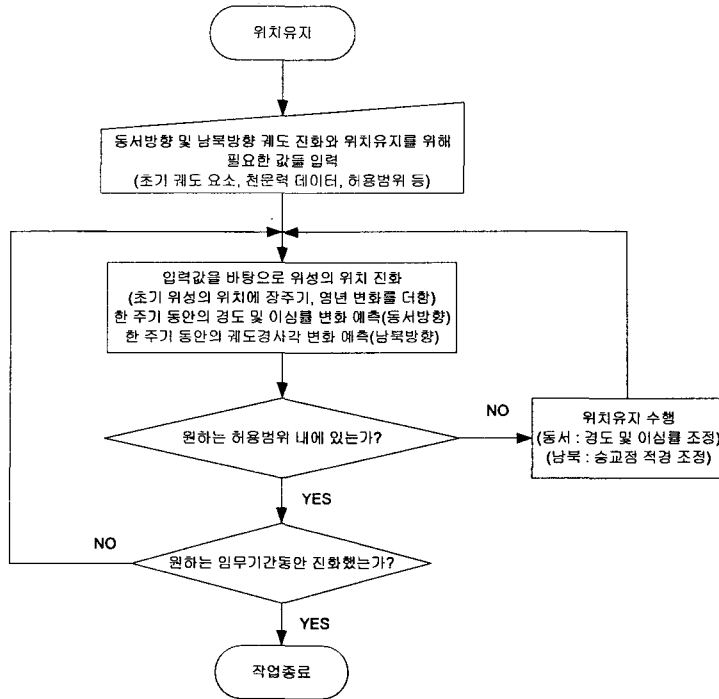 위치유지
동서방향 및 남북방향 궤도 진화와 위치유지를 위해
필요한 값들 입력
(초기 궤도 요소, 천문력 데이터, 허용범위 등)
입력값을 바탕으로 위성의 위치 진화
(초기 위성의 위치에 장주기, 영년 변화를 더함)
한 주기 동안의 경도 및 이심률 변화 예측(동서방향)
한 주기 동안의 궤도경사각 변화 예측(남북방향)
원하는 허용범위 내에 있는가?
NO
위치유지 수행
(동서 : 경도 및 이심률 조정)
(남북 : 승교점 적경 조정)
YES
NO
원하는 임무기간동안 진화했는가?
YES
작업종료